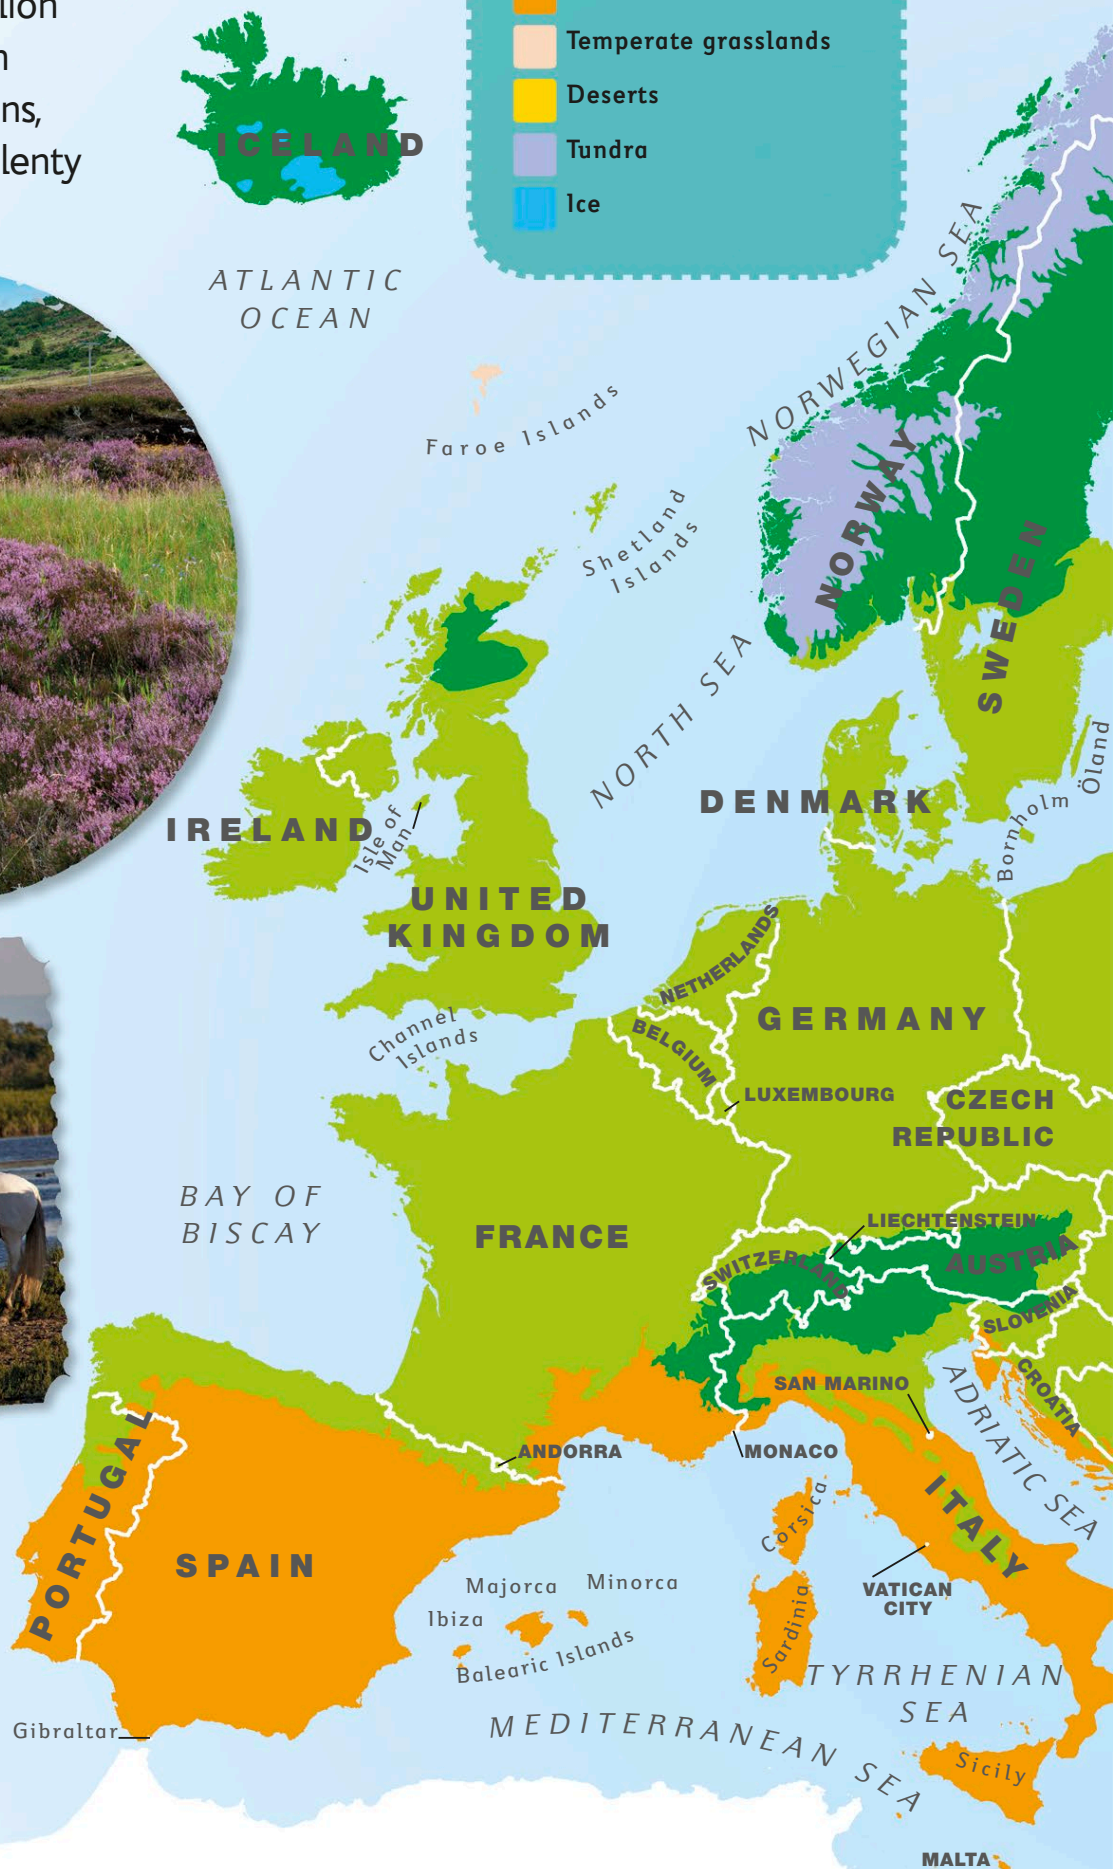 ns,
lenty
Temperate grasslands
Deserts
Tundra
Ice
ICELAND
ATLANTIC
OCEAN
NORWEGIAN SEA
Faroe Islands
Shetland
Islands
NORWAY
SWEDEN
NORTH SEA
Öland
DENMARK
Bornholm
IRELAND
Isle of
Man
UNITED
KINGDOM
NETHERLANDS
Channel
Islands
GERMANY
BELGIUM
LUXEMBOURG
CZECH
REPUBLIC
BAY OF
BISCAY
FRANCE
LIECHTENSTEIN
SWITZERLAND
AUSTRIA
SLOVENIA
CROATIA
SAN MARINO
ADRIATIC SEA
ANDORRA
MONACO
PORTUGAL
SPAIN
Corsica
ITALY
Majorca
Minorca
Ibiza
Balearic Islands
Sardinia
VATICAN
CITY
TYRRHENIAN
SEA
Gibraltar
MEDITERRANEAN SEA
Sicily
MALTA